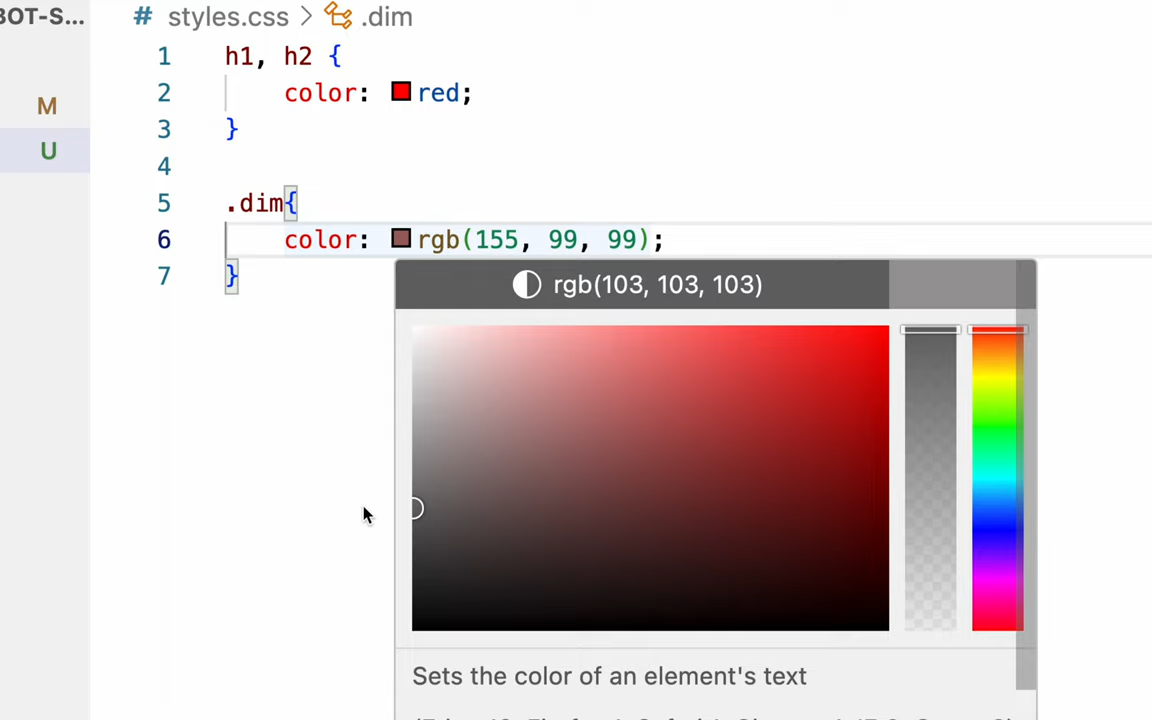 BOT-S...
# styles.css > .dim
1 h1, h2 {
2 color: red;
3 }
4
5 .dim{
6 color: rgb(155, 99, 99);
7 }
M
U
rgb(103, 103, 103)
Sets the color of an element's text